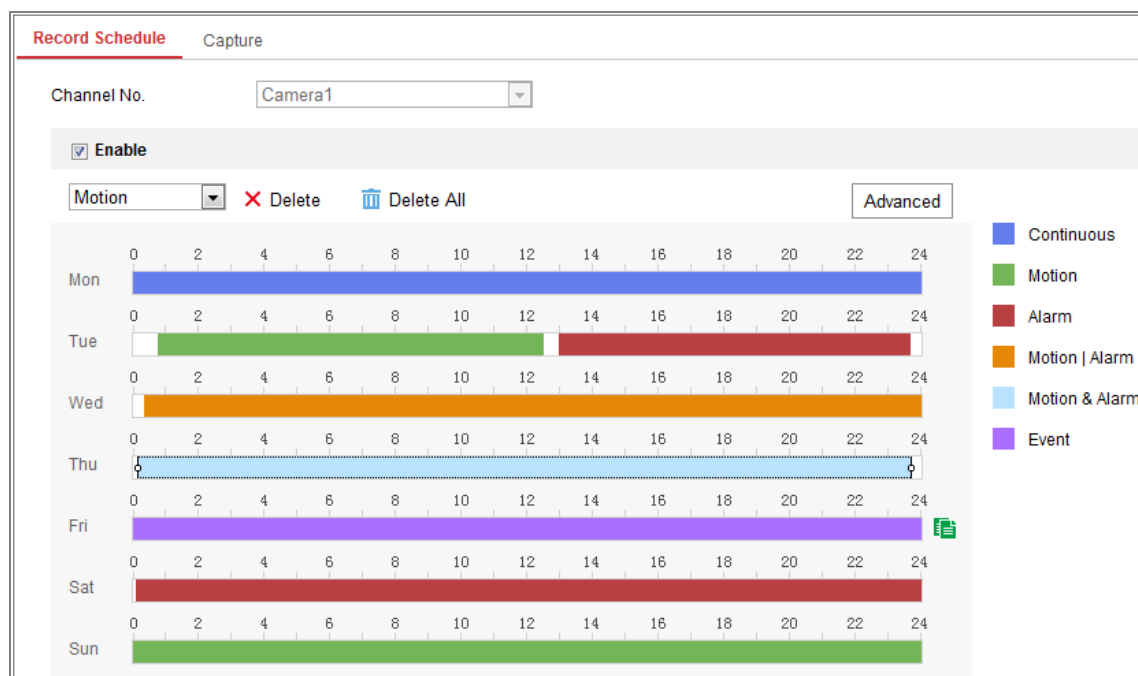 Record Schedule Capture
Channel No. Camera1
Enable
Motion Delete Delete All Advanced
Continuous
Motion
Alarm
Motion | Alarm
Motion & Alarm
Event
0 2 4 6 8 10 12 14 16 18 20 22 24
Mon
0 2 4 6 8 10 12 14 16 18 20 22 24
Tue
0 2 4 6 8 10 12 14 16 18 20 22 24
Wed
0 2 4 6 8 10 12 14 16 18 20 22 24
Thu
0 2 4 6 8 10 12 14 16 18 20 22 24
Fri
0 2 4 6 8 10 12 14 16 18 20 22 24
Sat
0 2 4 6 8 10 12 14 16 18 20 22 24
Sun